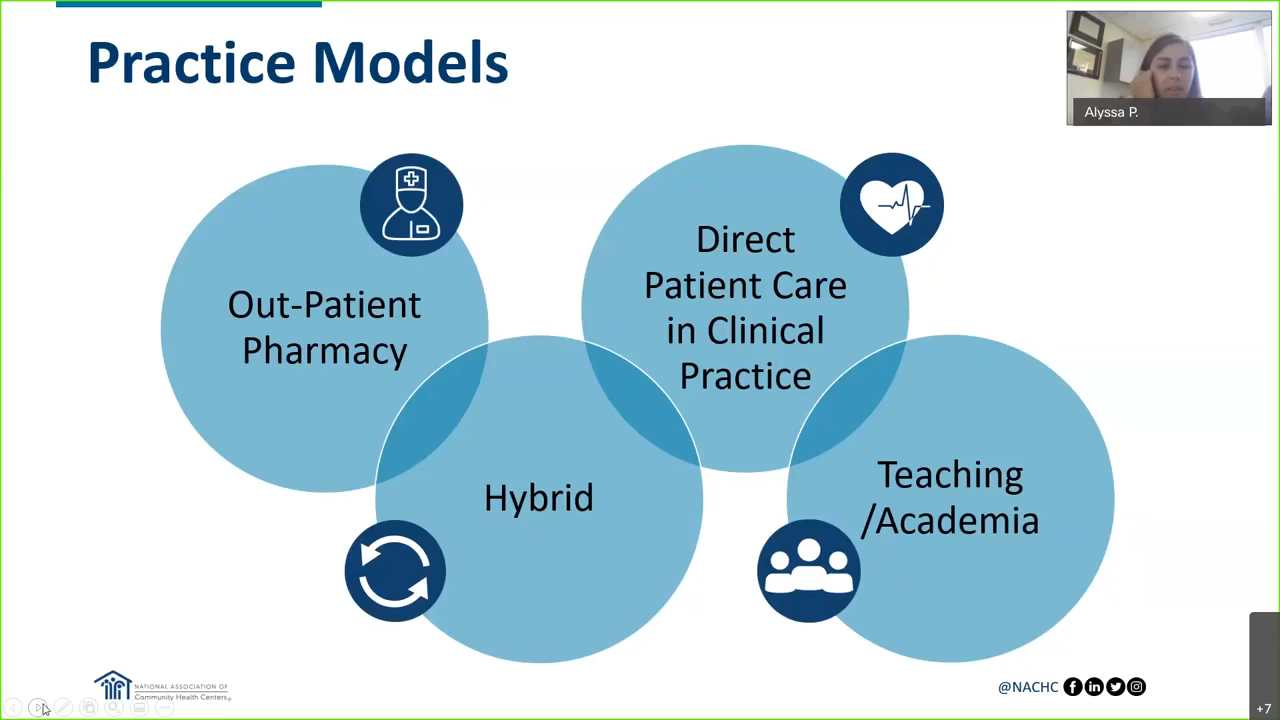 Practice Models
Alyssa P.
Out-Patient
Pharmacy
Direct
Patient Care
in Clinical
Practice
Hybrid
Teaching
/Academia
NATIONAL ASSOCIATION OF
Community Health Centers®
@NACHC
+7